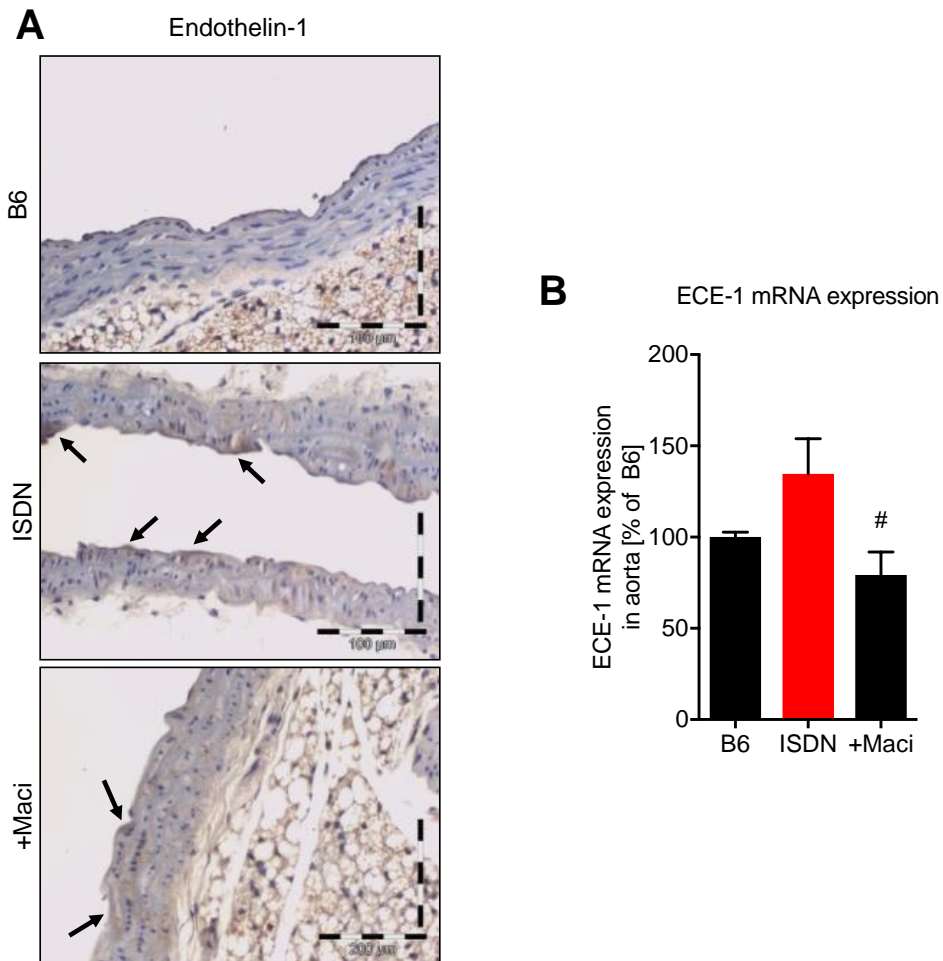 A
Endothelin-1
B6
100 µm
ISDN
100 µm
+Maci
200 µm
B
ECE-1 mRNA expression
ECE-1 mRNA expression
in aorta [% of B6]
200
150
100
50
0
#
B6 ISDN +Maci